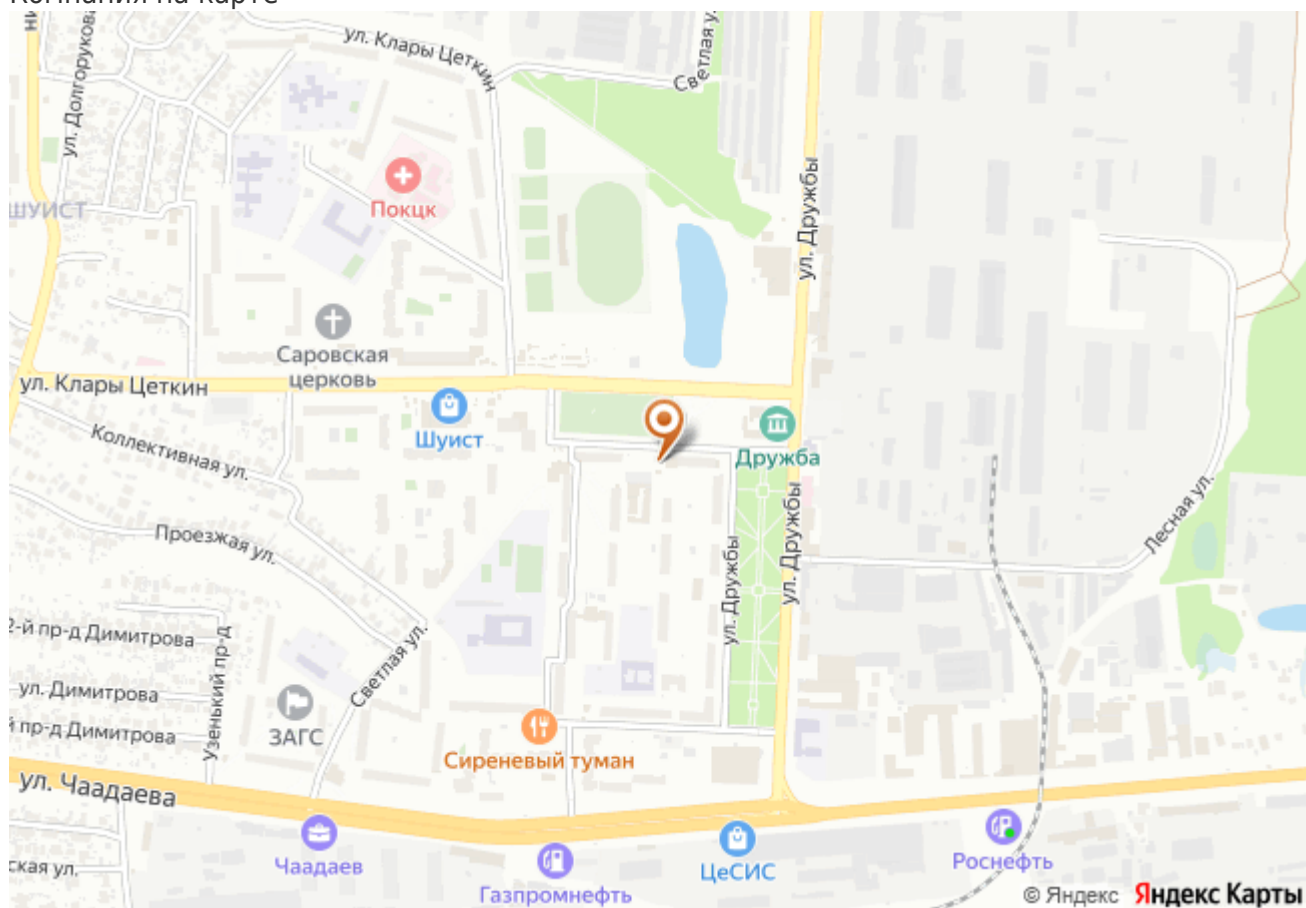 Компания на карте
ул. Клары Цеткин
Светлая у
ул. Долгорукова
ни
ШУИСТ
Покцк
ул. Дружбы
Саровская
церковь
ул. Клары Цеткин
Шуист
Дружба
Коллективная ул.
Проезжая ул.
ул. Дружбы
ул. Дружбы
Лесная ул.
2-й пр-д Димитрова
Узенький пр-д
Светлая ул.
ул. Димитрова
й пр-д Димитрова
ЗАГС
Сиреневый туман
ул. Чаадаева
Чаадаев
Газпромнефть
ЦеСИС
Роснефть
ская ул.
© Яндекс Яндекс Карты